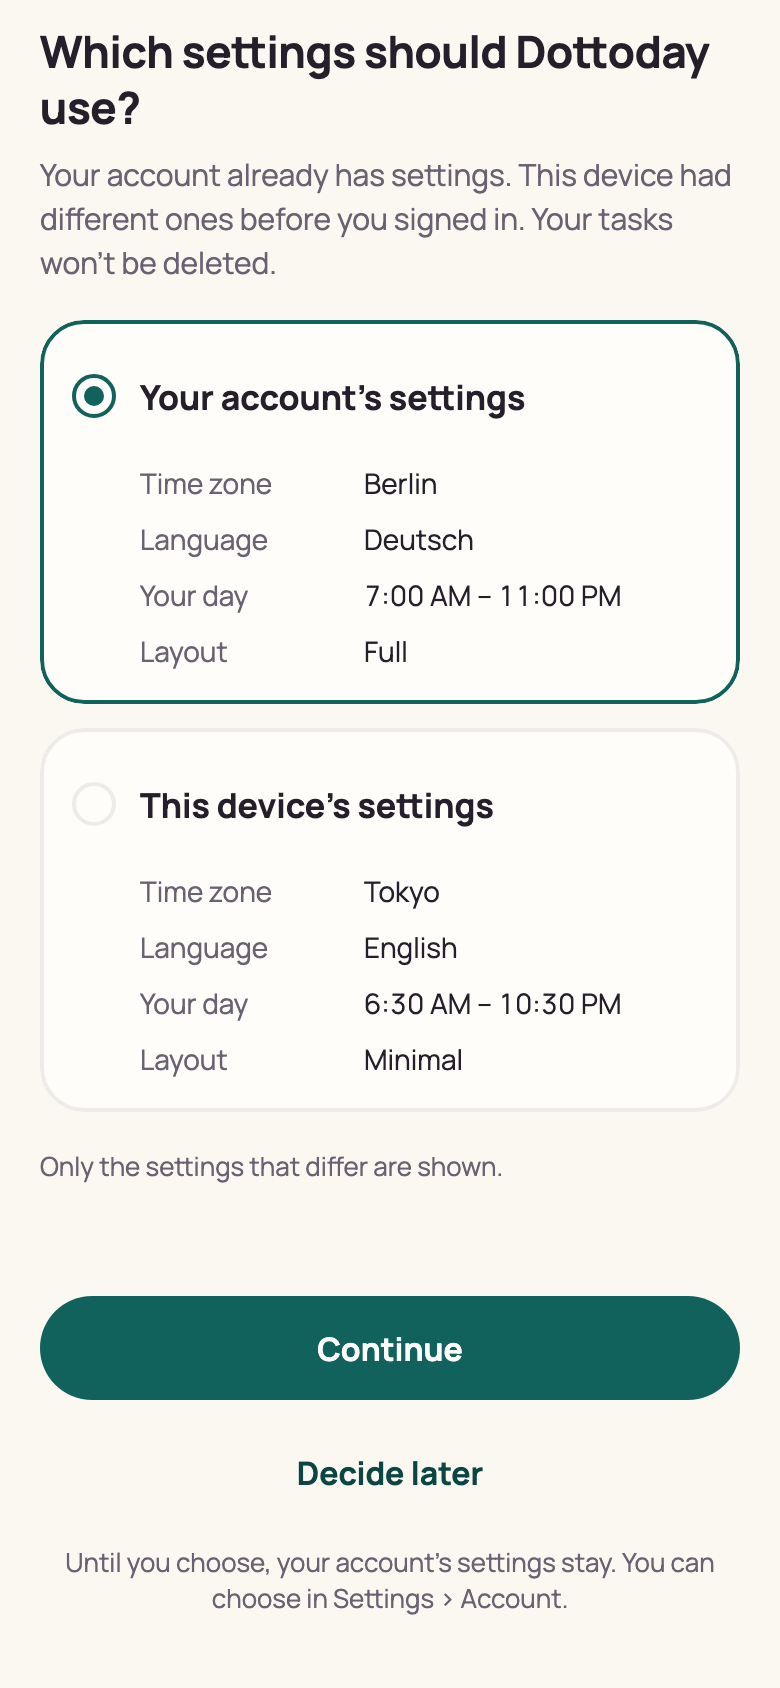 Which settings should Dottoday
use?
Your account already has settings. This device had
different ones before you signed in. Your tasks
won’t be deleted.
Your account’s settings
Time zone Berlin
Language Deutsch
Your day 7:00 AM – 11:00 PM
Layout Full
This device’s settings
Time zone Tokyo
Language English
Your day 6:30 AM – 10:30 PM
Layout Minimal
Only the settings that differ are shown.
Continue
Decide later
Until you choose, your account’s settings stay. You can
choose in Settings › Account.